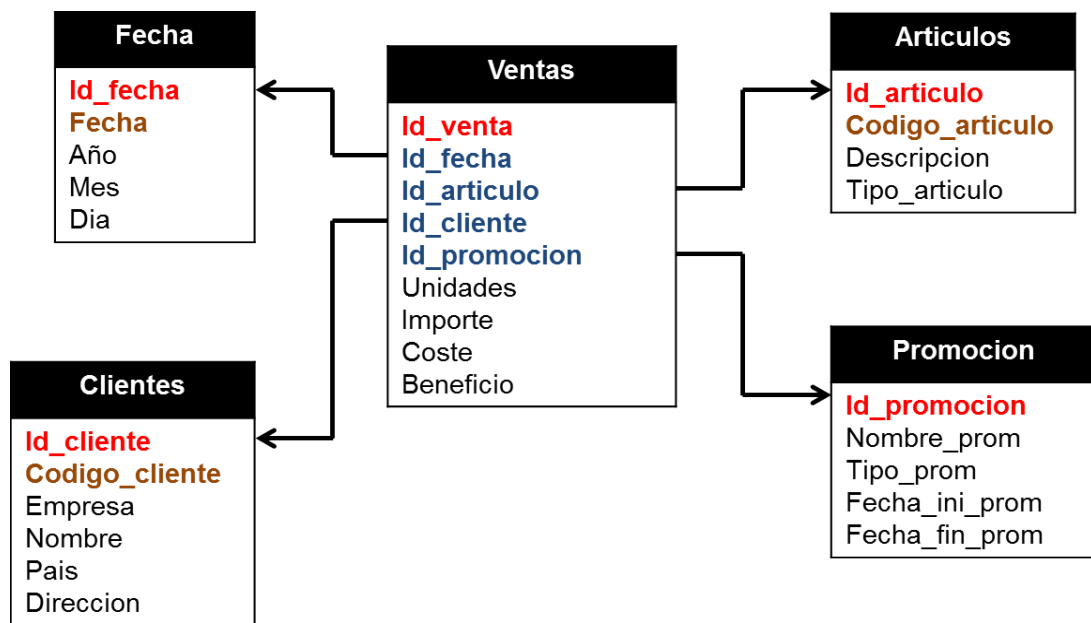 Fecha
Id_fecha
Fecha
Año
Mes
Dia
Ventas
Id_venta
Id_fecha
Id_articulo
Id_cliente
Id_promocion
Unidades
Importe
Coste
Beneficio
Articulos
Id_articulo
Codigo_articulo
Descripcion
Tipo_articulo
Clientes
Id_cliente
Codigo_cliente
Empresa
Nombre
Pais
Direccion
Promocion
Id_promocion
Nombre_prom
Tipo_prom
Fecha_ini_prom
Fecha_fin_prom